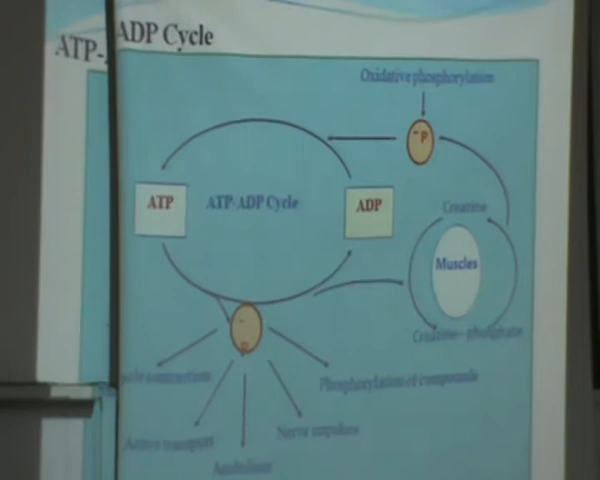 ATP-ADP Cycle
Oxidative phosphorylation
~P
ATP
ATP-ADP Cycle
ADP
Creatine
Muscles
Creatine - phosphate
~
P
Phosphorylation of compounds
Active transport
Nerve impulses
Anabolism